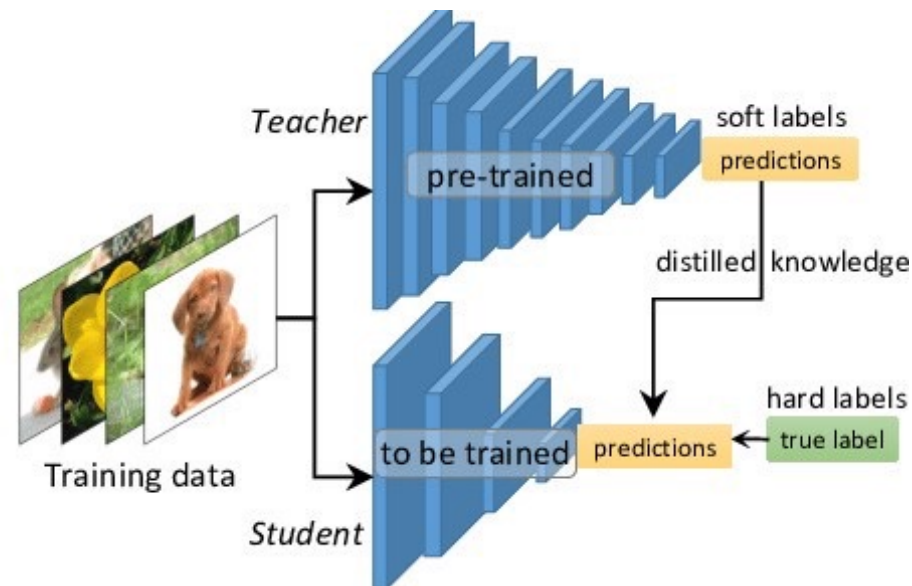 Teacher
soft labels
pre-trained
predictions
distilled knowledge
hard labels
to be trained
predictions
true label
Training data
Student